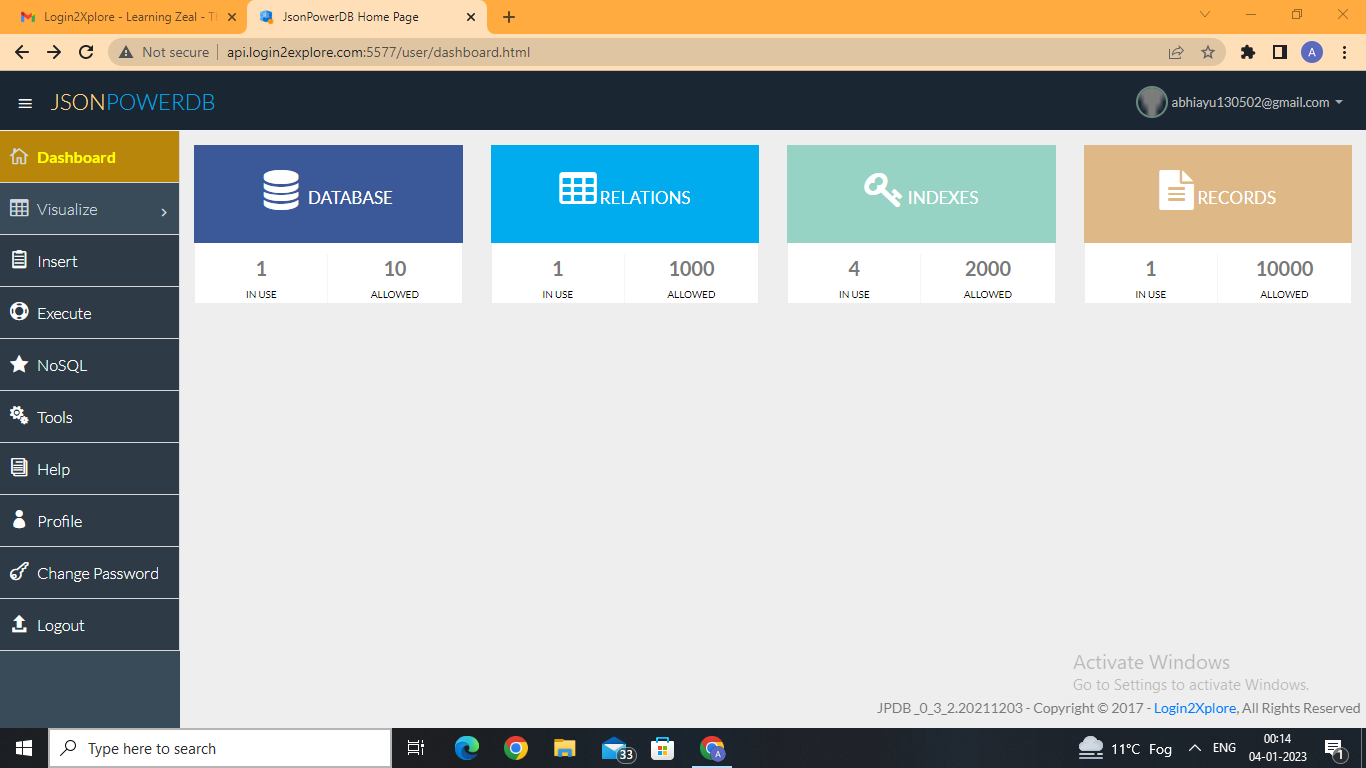 Login2Xplore - Learning Zeal - Tl
JsonPowerDB Home Page
Not secure
api.login2explore.com:5577/user/dashboard.html
A
JSONPOWERDB
abhiayu130502@gmail.com
Dashboard
Visualize
Insert
Execute
NoSQL
Tools
Help
Profile
Change Password
Logout
DATABASE
1 10
IN USE ALLOWED
RELATIONS
1 1000
IN USE ALLOWED
INDEXES
4 2000
IN USE ALLOWED
RECORDS
1 10000
IN USE ALLOWED
Activate Windows
Go to Settings to activate Windows.
JPDB _0_3_2.20211203 - Copyright © 2017 - Login2Xplore, All Rights Reserved
Type here to search
33
A
11°C Fog
ENG
00:14
04-01-2023
1